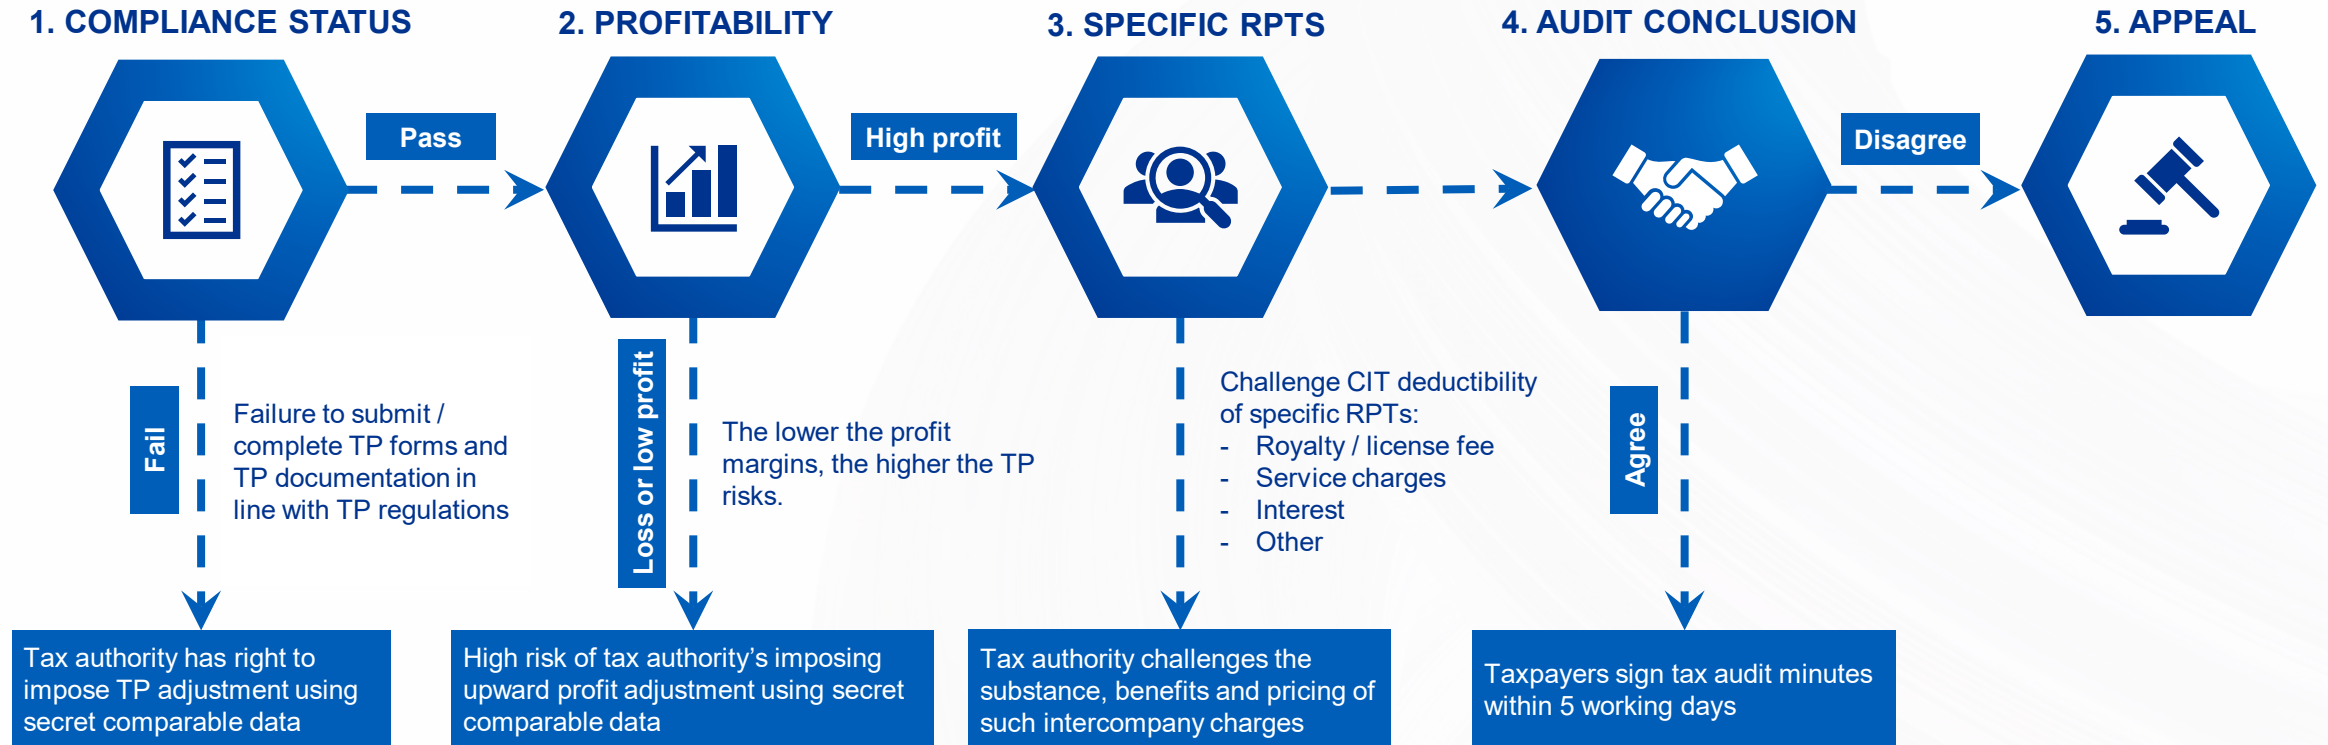 1. COMPLIANCE STATUS
2. PROFITABILITY
3. SPECIFIC RPTS
4. AUDIT CONCLUSION
5. APPEAL
Pass
High profit
Disagree
Fail
Failure to submit /
complete TP forms and
TP documentation in
line with TP regulations
Loss or low profit
The lower the profit
margins, the higher the TP
risks.
Challenge CIT deductibility
of specific RPTs:
- Royalty / license fee
- Service charges
- Interest
- Other
Agree
Tax authority has right to
impose TP adjustment using
secret comparable data
High risk of tax authority’s imposing
upward profit adjustment using secret
comparable data
Tax authority challenges the
substance, benefits and pricing of
such intercompany charges
Taxpayers sign tax audit minutes
within 5 working days